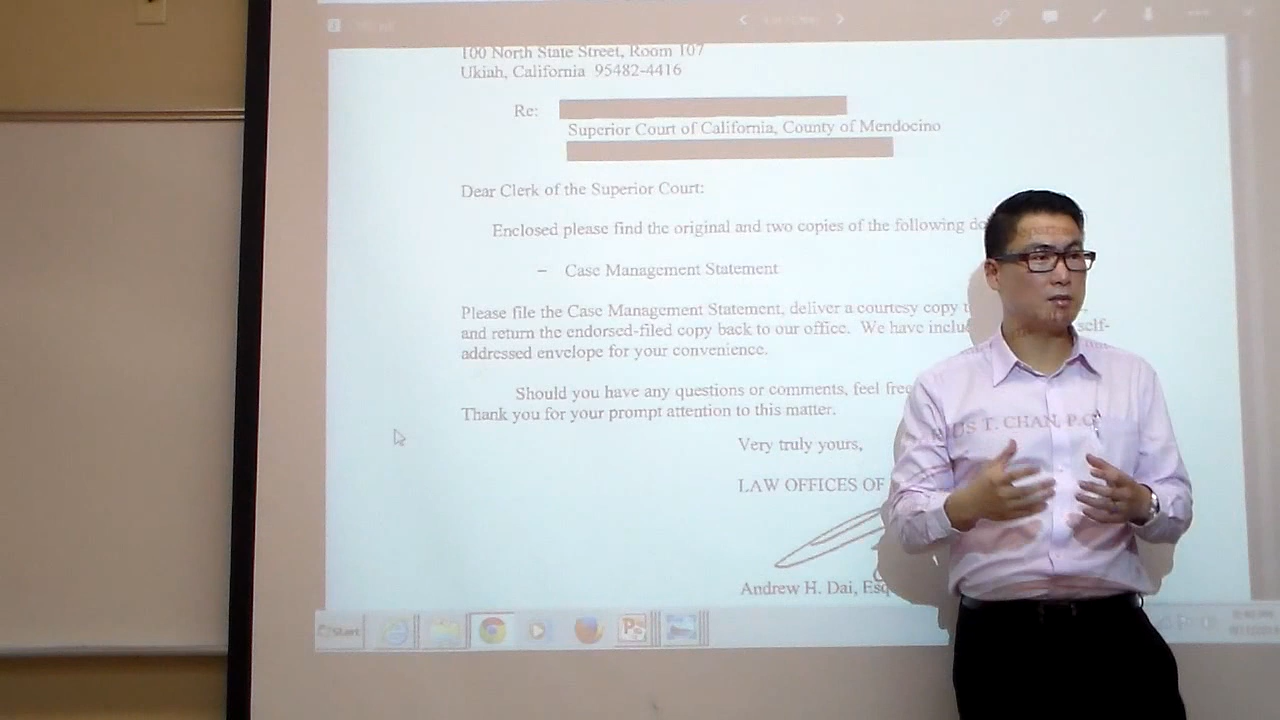 100 North State Street, Room 107
Ukiah, California 95482-4416
Re:
Superior Court of California, County of Mendocino
Dear Clerk of the Superior Court:
Enclosed please find the original and two copies of the following
– Case Management Statement
Please file the Case Management Statement, deliver a courtesy copy
and return the endorsed-filed copy back to our office. We have self-
addressed envelope for your convenience.
Should you have any questions or comments, feel free
Thank you for your prompt attention to this matter.
Very truly yours,
LAW OFFICES OF T. CHAN, P.C.
Andrew H. Dai, Esq
Start